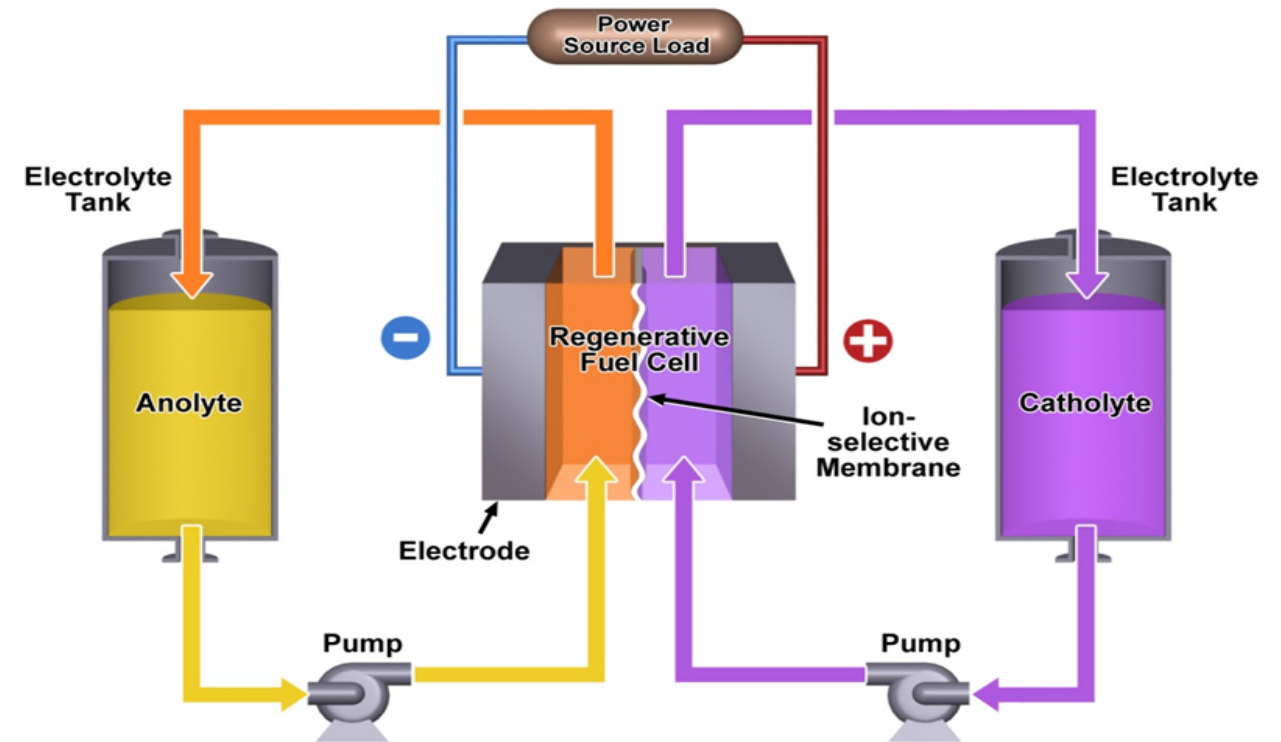 Power
Source Load
Electrolyte
Tank
Electrolyte
Tank
Regenerative
Fuel Cell
Anolyte
Catholyte
Ion-
selective
Membrane
Electrode
Pump
Pump